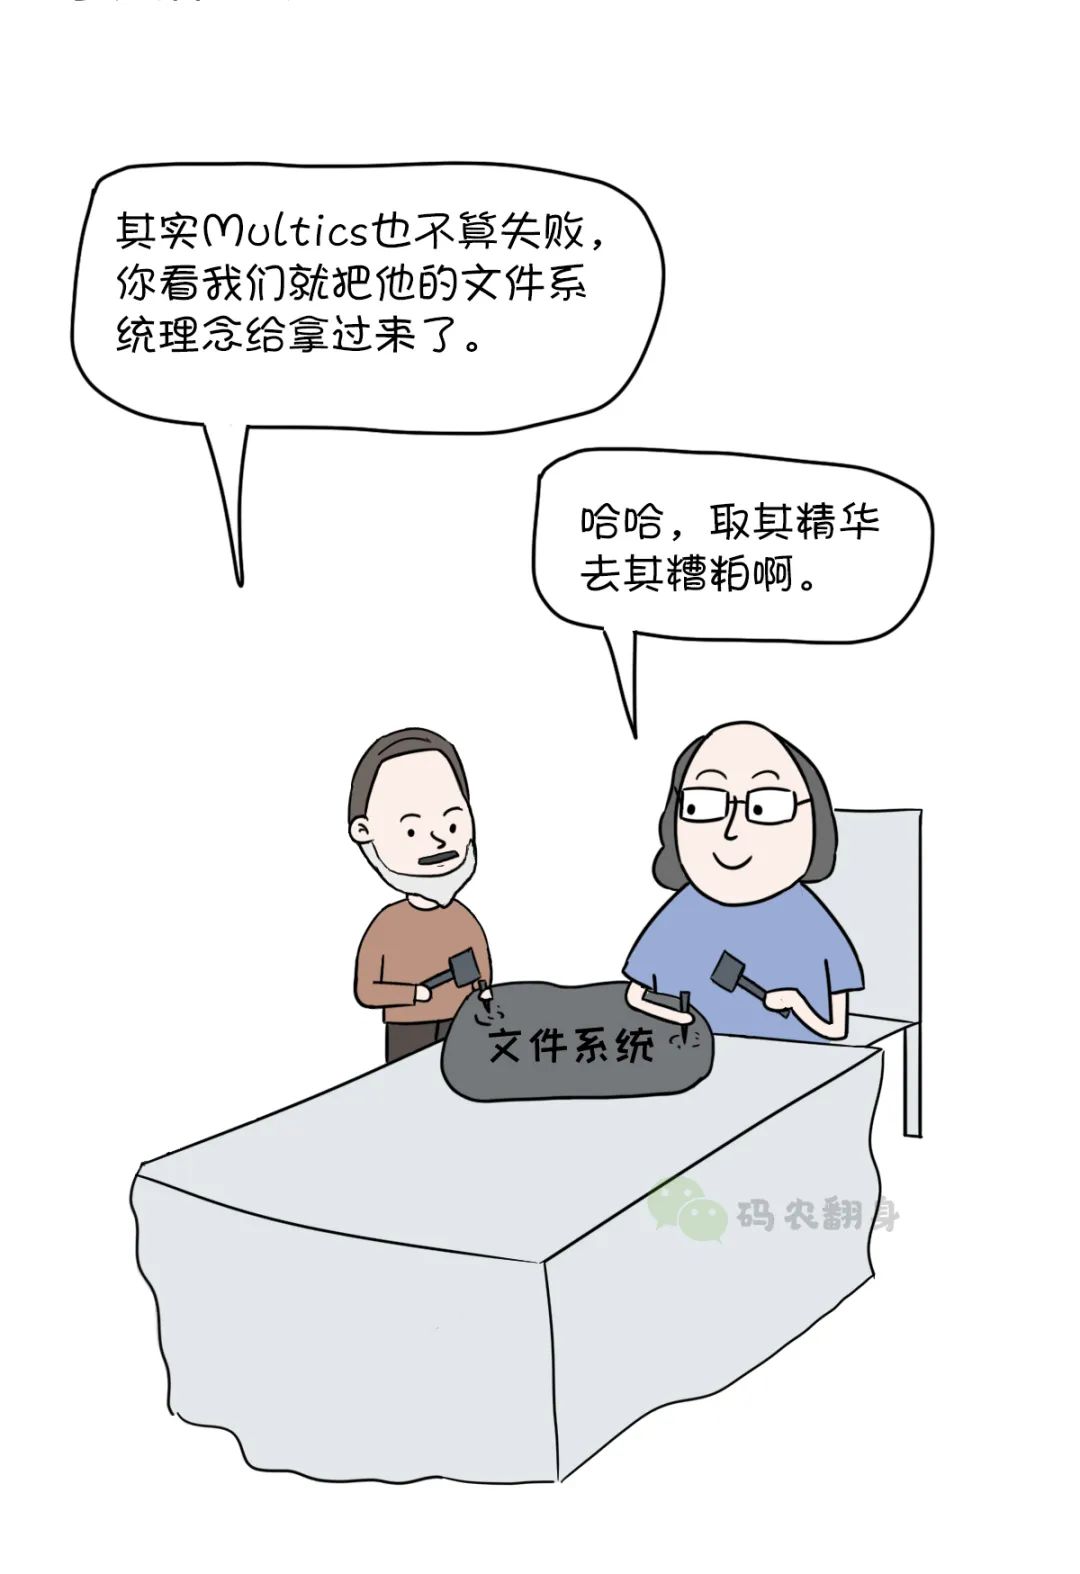 其实Multics也不算失败,
你看我们就把他的文件系
统理念给拿过来了。
哈哈，取其精华
去其糟粕啊。
文件系统
码农翻身